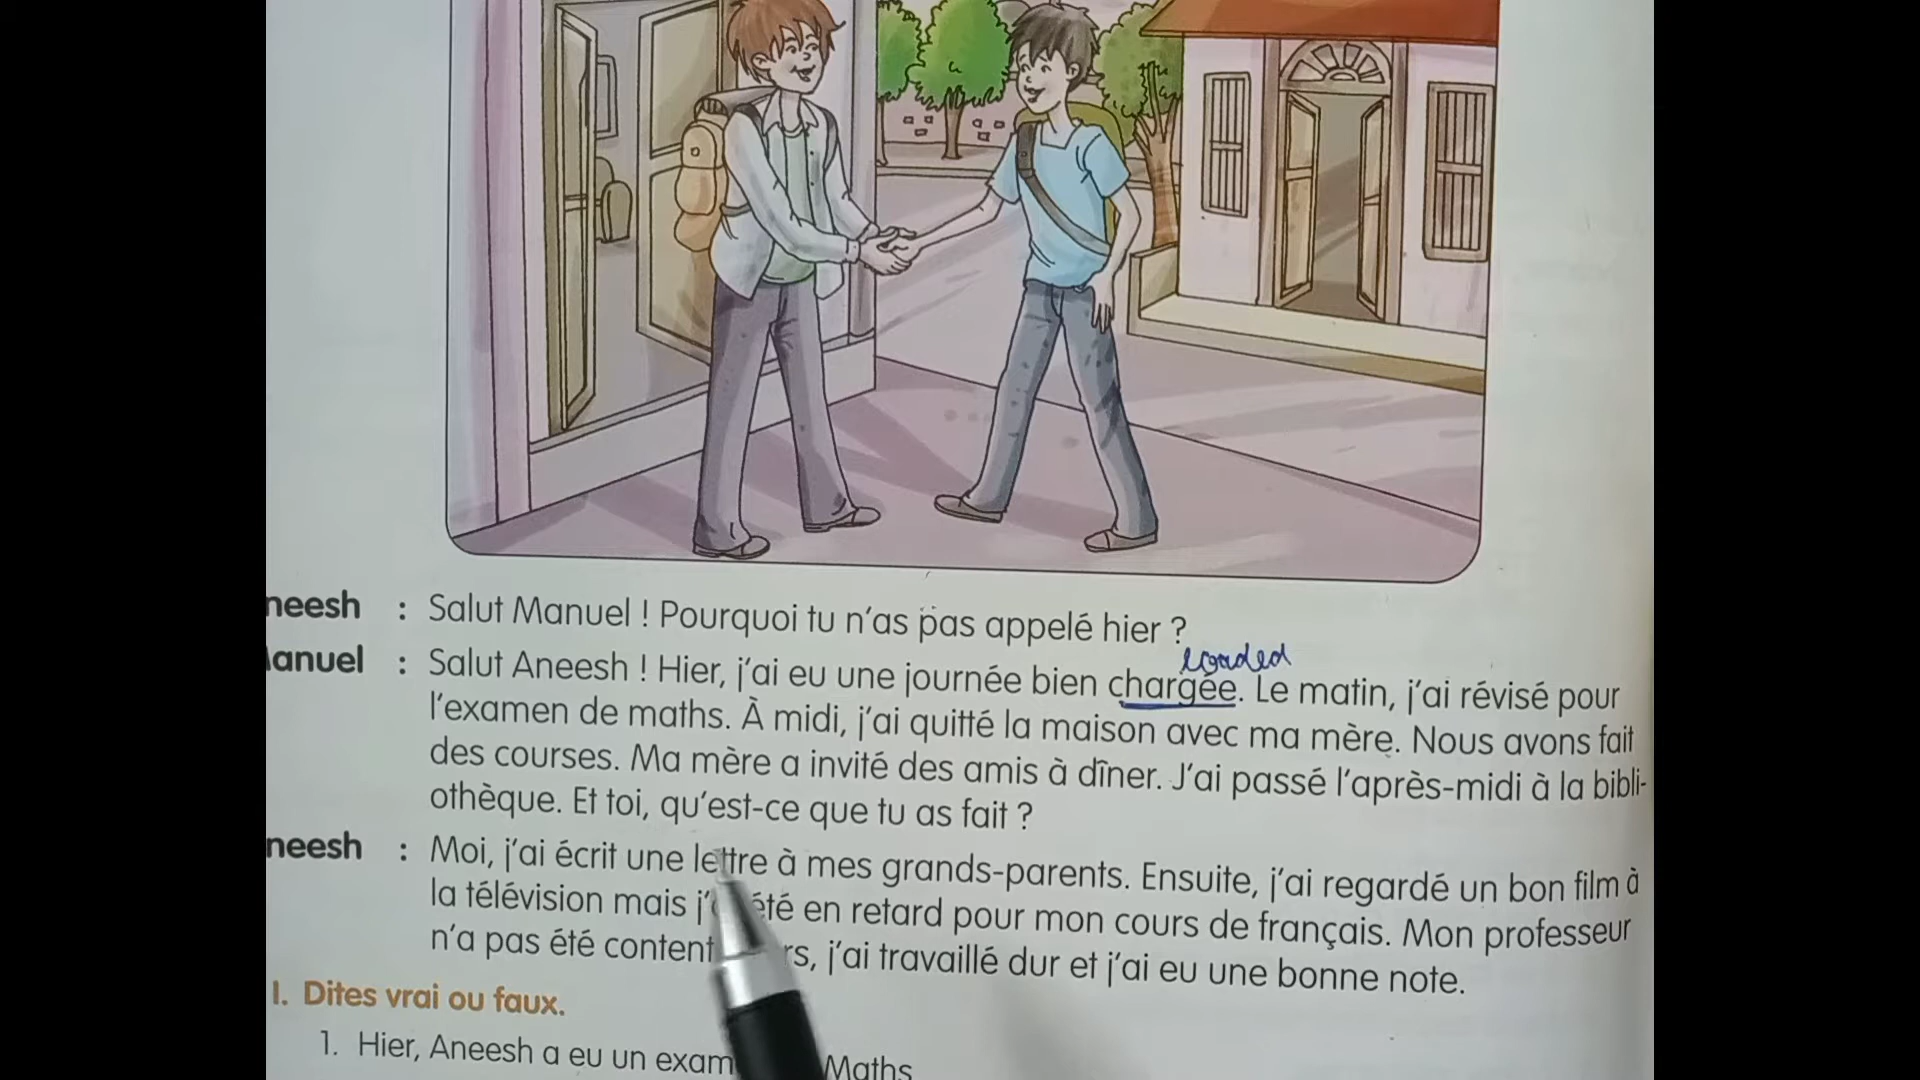 neesh : Salut Manuel ! Pourquoi tu n'as pas appelé hier ?
loaded
anuel : Salut Aneesh ! Hier, j'ai eu une journée bien chargée. Le matin, j'ai révisé pour
l'examen de maths. À midi, j'ai quitté la maison avec ma mère. Nous avons fait
des courses. Ma mère a invité des amis à dîner. J'ai passé l'après-midi à la bibli-
othèque. Et toi, qu'est-ce que tu as fait ?
neesh : Moi, j'ai écrit une lettre à mes grands-parents. Ensuite, j'ai regardé un bon film à
la télévision mais j' été en retard pour mon cours de français. Mon professeur
n'a pas été content rs, j'ai travaillé dur et j'ai eu une bonne note.
I. Dites vrai ou faux.
1. Hier, Aneesh a eu un exam Maths